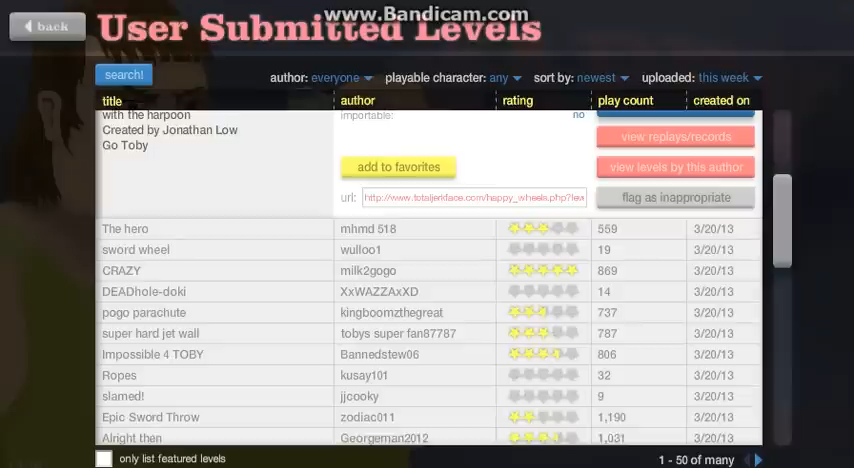 www.Bandicam.com
back
User Submitted Levels
search!
author: everyone playable character: any sort by: newest uploaded: this week
title author rating play count created on
with the harpoon
importable: no
Created by Jonathan Low
view replays/records
Go Toby
add to favorites
view levels by this author
url: http://www.totaljerkface.com/happy_wheels.php?lev
flag as inappropriate
The hero mhmd 518 559 3/20/13
sword wheel wulloo1 19 3/20/13
CRAZY milk2gogo 869 3/20/13
DEADhole-doki XxWAZZAxXD 14 3/20/13
pogo parachute kingboomzthegreat 737 3/20/13
super hard jet wall tobys super fan87787 787 3/20/13
Impossible 4 TOBY Bannedstew06 806 3/20/13
Ropes kusay101 32 3/20/13
slamed! jjcooky 9 3/20/13
Epic Sword Throw zodiac011 1,190 3/20/13
Alright then Georgeman2012 1,031 3/20/13
only list featured levels
1 - 50 of many